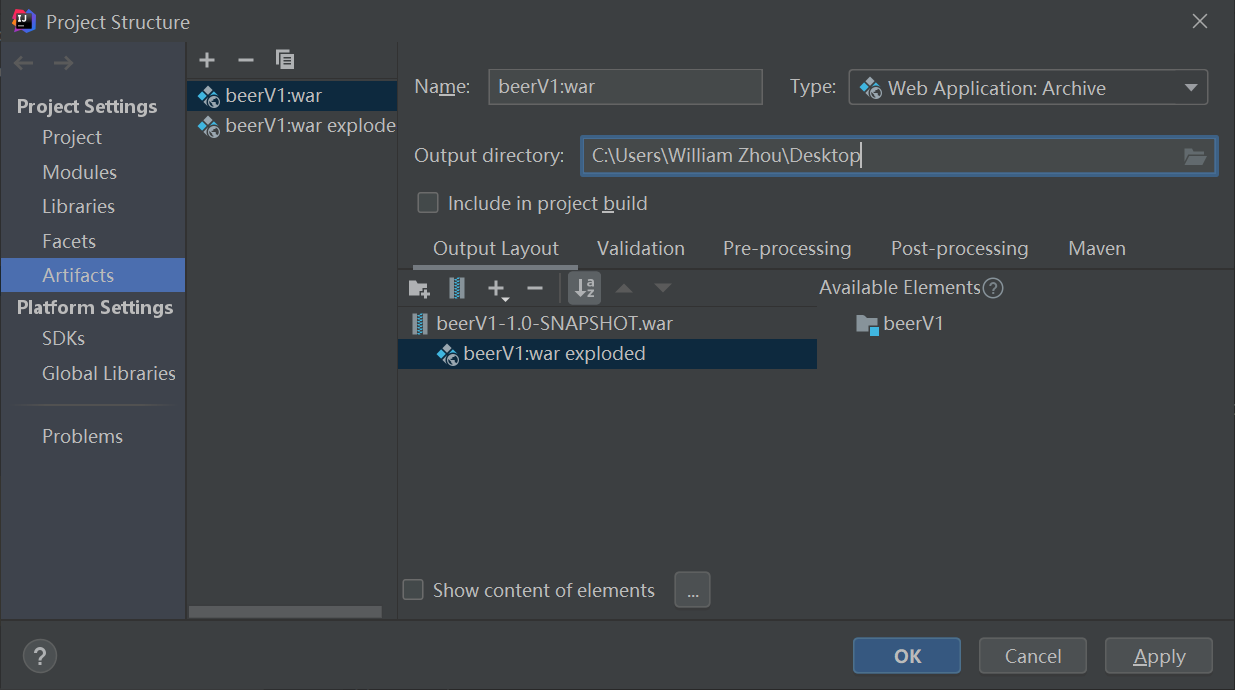 Project Structure
Project Settings
Project
Modules
Libraries
Facets
Artifacts
Platform Settings
SDKs
Global Libraries
Problems
beerV1:war
beerV1:war explode
Name: beerV1:war Type: Web Application: Archive
Output directory: C:\Users\William Zhou\Desktop
Include in project build
Output Layout Validation Pre-processing Post-processing Maven
Available Elements?
beerV1-1.0-SNAPSHOT.war
beerV1:war exploded
beerV1
Show content of elements ...
? OK Cancel Apply